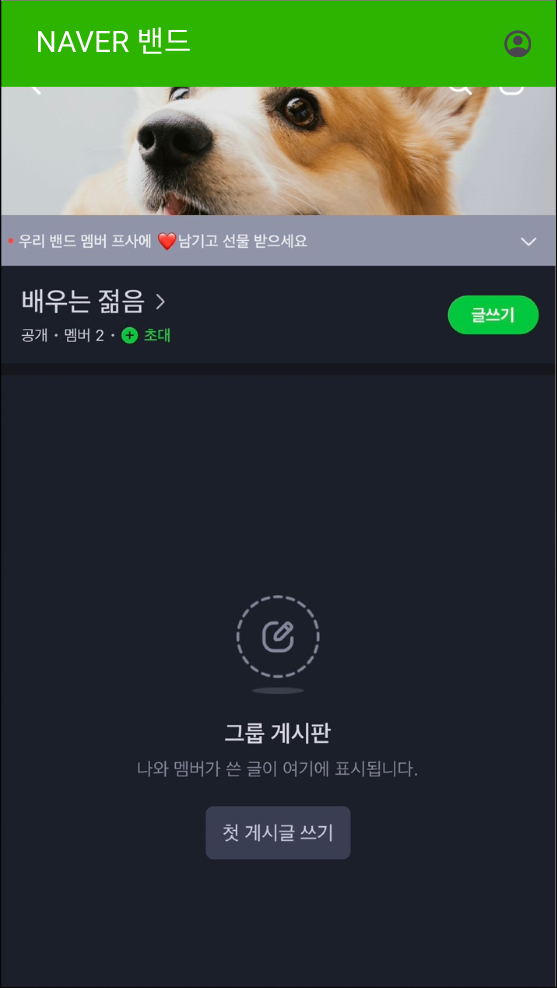 NAVER 밴드
우리 밴드 멤버 프사에 ❤️남기고 선물 받으세요
배우는 젊음 >
공개 · 멤버 2 · 초대
글쓰기
그룹 게시판
나와 멤버가 쓴 글이 여기에 표시됩니다.
첫 게시글 쓰기